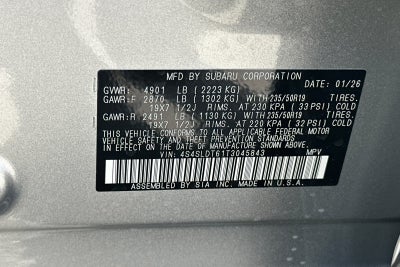 MFD BY SUBARU CORPORATION
GVWR: 4901 LB (2223 KG) DATE: 01/26
GAWR:F 2870 LB (1302 KG) WITH 235/50R19 TIRES.
19X7 1/2J RIMS. AT 230 KPA (33 PSI) COLD
GAWR:R 2491 LB (1130 KG) WITH 235/50R19 TIRES.
19X7 1/2J RIMS. AT 220 KPA (32 PSI) COLD
THIS VEHICLE CONFORMS TO ALL APPLICABLE FEDERAL MOTOR
VEHICLE SAFETY AND THEFT PREVENTION STANDARDS
IN EFFECT ON THE DATE OF MANUFACTURE SHOWN ABOVE.
VIN: 4S4SLDT61T3045843 MPV
ASSEMBLED BY SIA INC. MADE IN U.S.A.